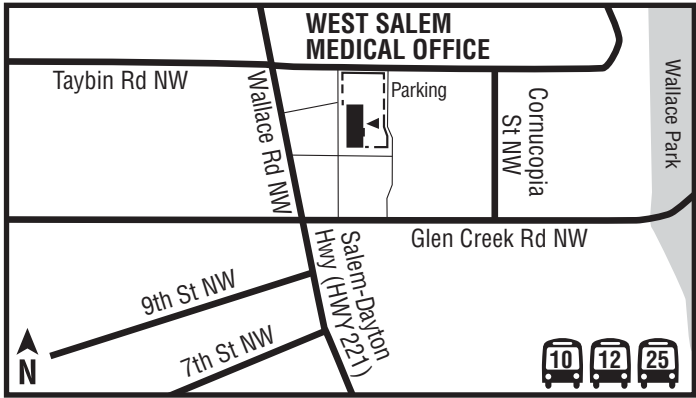 WEST SALEM
MEDICAL OFFICE
Taybin Rd NW
Parking
Wallace Rd NW
Cornucopia
St NW
Wallace Park
Glen Creek Rd NW
Salem-Dayton
Hwy (HWY 221)
9th St NW
7th St NW
N
10
12
25